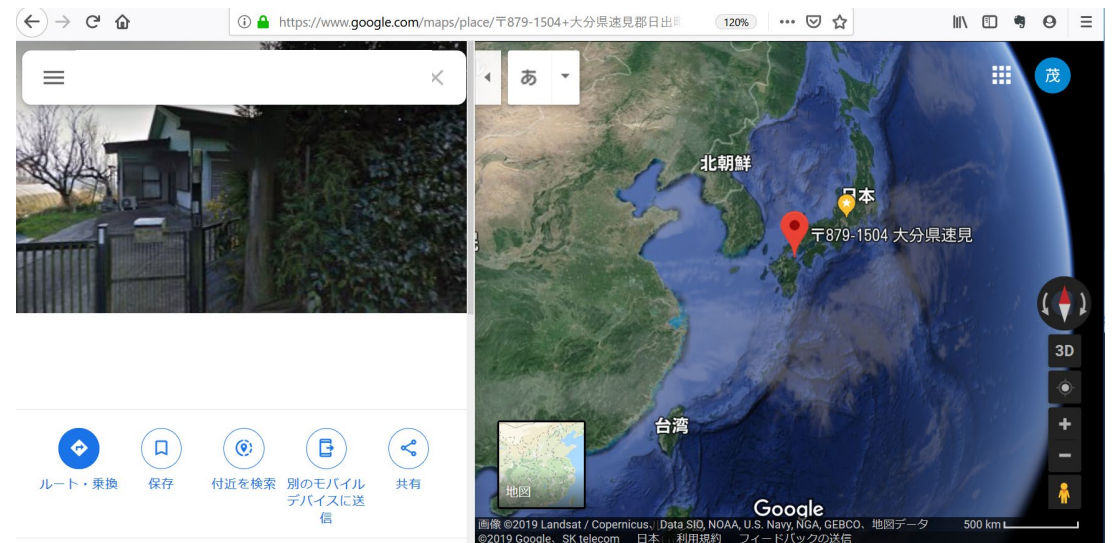 https://www.google.com/maps/place/〒879-1504+大分県速見郡日出
120%
あ
茂
北朝鮮
日本
〒879-1504 大分県速見
台湾
3D
地図
Google
ルート・乗換
保存
付近を検索
別のモバイル
デバイスに送
信
共有
画像 ©2019 Landsat / Copernicus、Data SIO, NOAA, U.S. Navy, NGA, GEBCO、地図データ
500 km
©2019 Google、SK telecom
日本
利用規約
フィードバックの送信